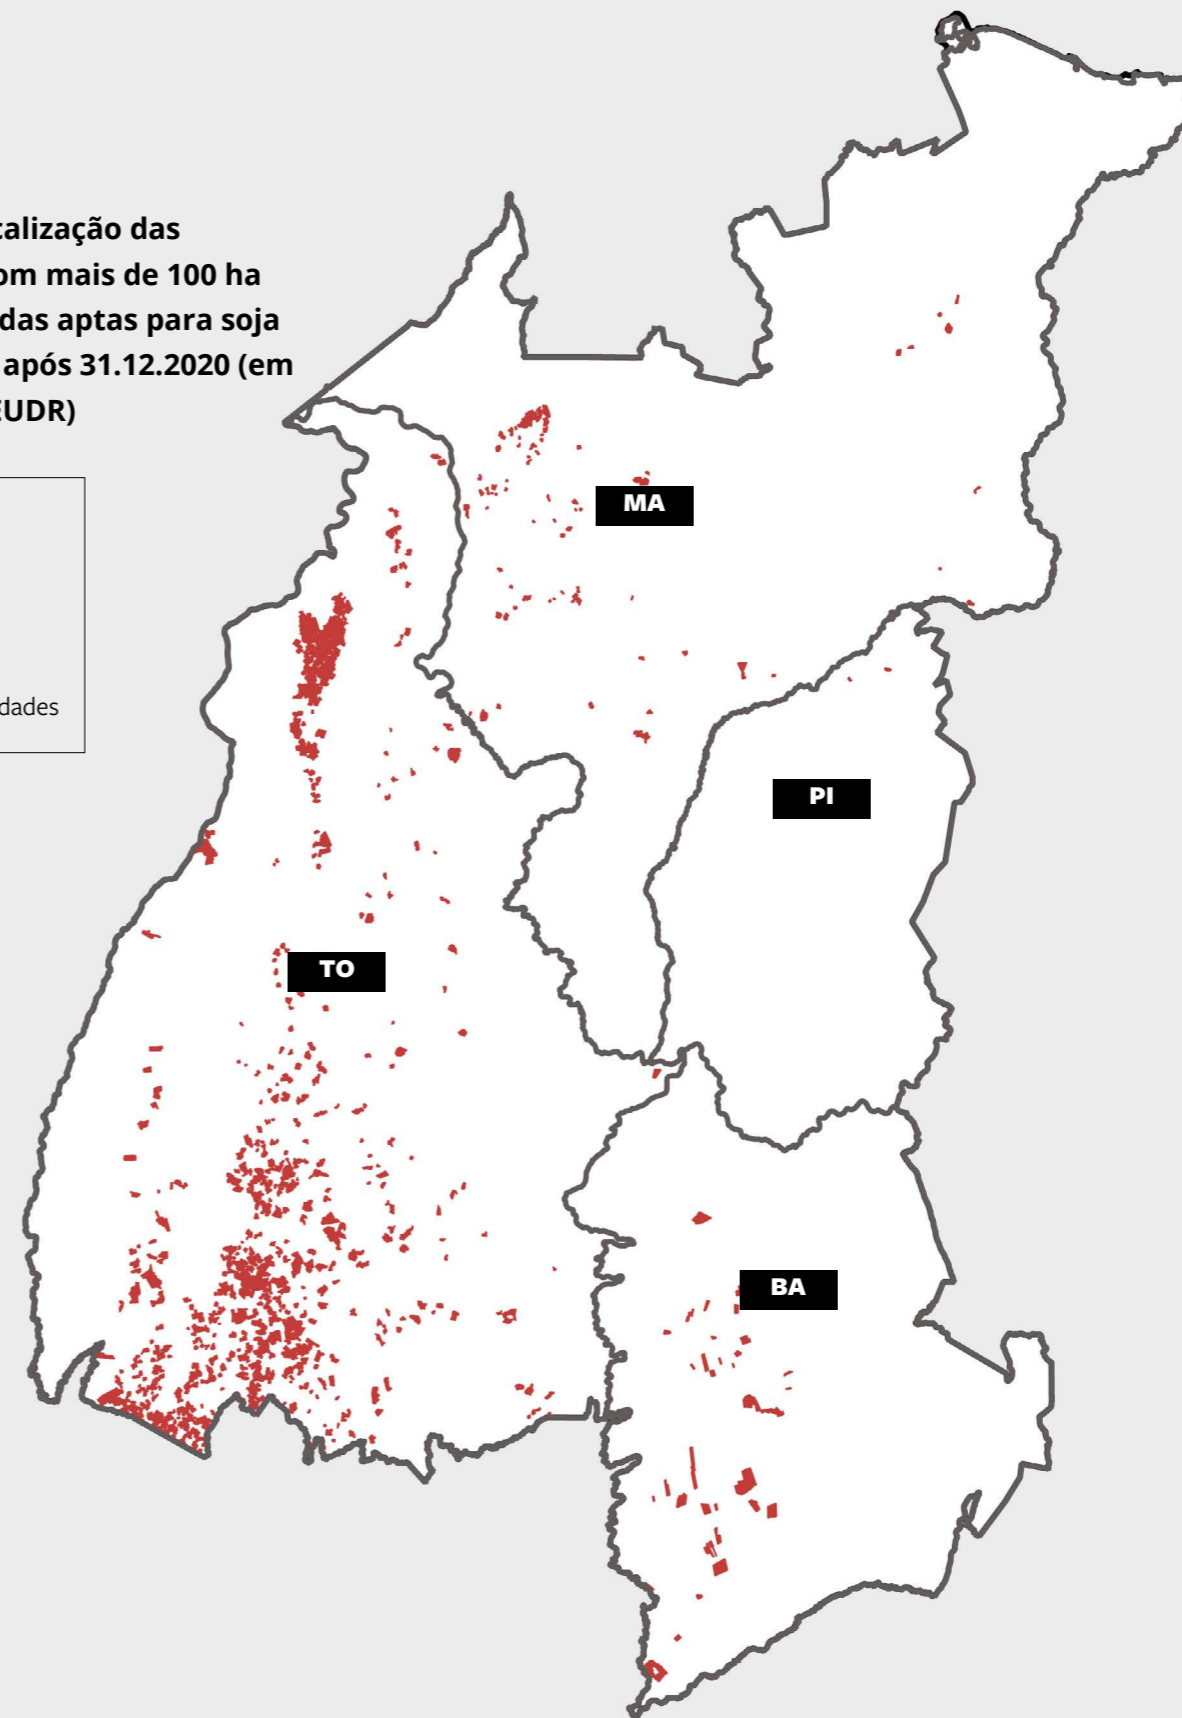 calização das
om mais de 100 ha
das aptas para soja
após 31.12.2020 (em
EUDR)
dades
MA
PI
TO
BA